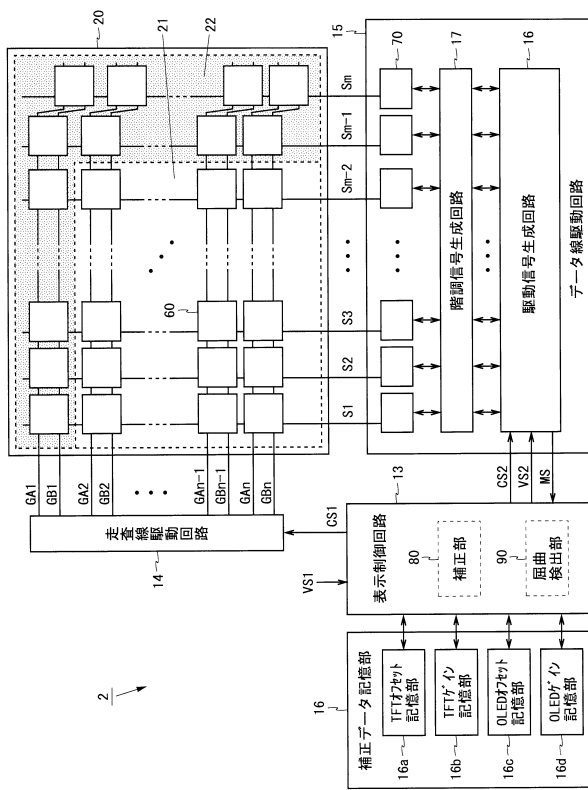 2
20
21
22
60
GA1
GB1
GA2
GB2
GAn-1
GBn-1
GAn
GBn
走査線駆動回路
14
S1
S2
S3
Sm-2
Sm-1
Sm
15
70
17
16
階調信号生成回路
駆動信号生成回路
データ線駆動回路
CS1
VS1
CS2
VS2
MS
13
表示制御回路
80
補正部
90
屈曲
検出部
16
補正データ記憶部
TFTオフセット
記憶部
16a
TFTゲイン
記憶部
16b
OLEDオフセット
記憶部
16c
OLEDゲイン
記憶部
16d